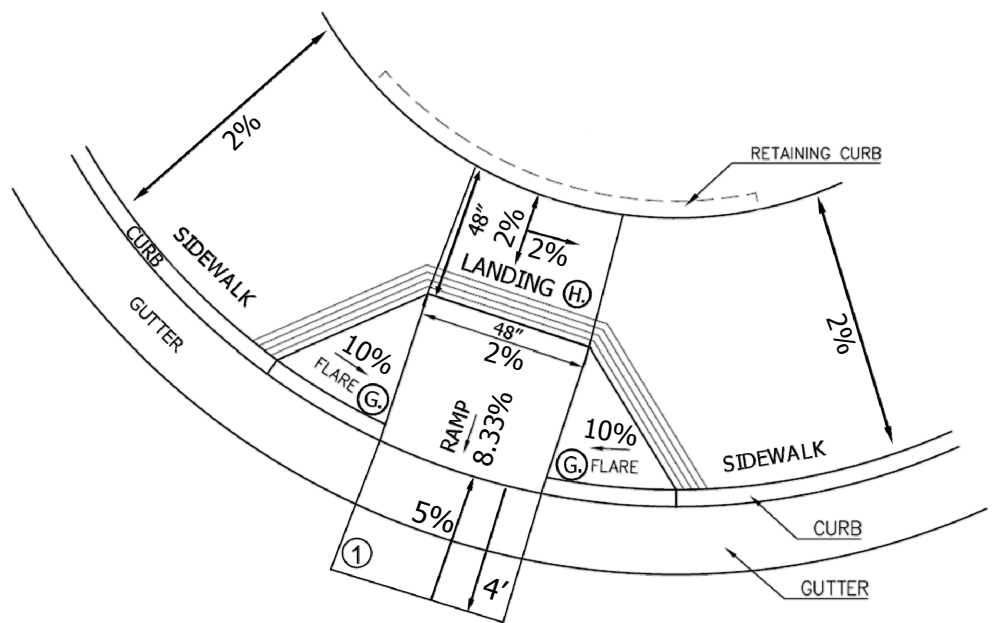 2%
RETAINING CURB
48"
2%
2%
SIDEWALK
CURB
LANDING H.
GUTTER
48"
2%
2%
10%
FLARE G.
RAMP
8.33%
10%
G. FLARE
SIDEWALK
5%
CURB
1
4'
GUTTER